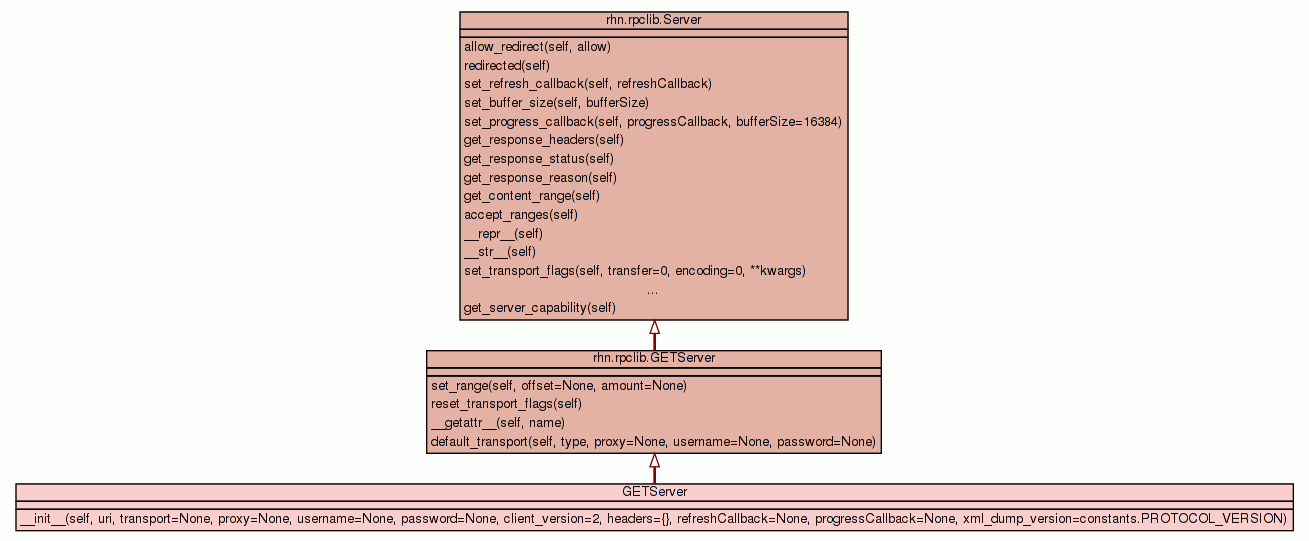 rhn.rpclib.Server
allow_redirect(self, allow)
redirected(self)
set_refresh_callback(self, refreshCallback)
set_buffer_size(self, bufferSize)
set_progress_callback(self, progressCallback, bufferSize=16384)
get_response_headers(self)
get_response_status(self)
get_response_reason(self)
get_content_range(self)
accept_ranges(self)
__repr__(self)
__str__(self)
set_transport_flags(self, transfer=0, encoding=0, **kwargs)
...
get_server_capability(self)
rhn.rpclib.GETServer
set_range(self, offset=None, amount=None)
reset_transport_flags(self)
__getattr__(self, name)
default_transport(self, type, proxy=None, username=None, password=None)
GETServer
__init__(self, uri, transport=None, proxy=None, username=None, password=None, client_version=2, headers={}, refreshCallback=None, progressCallback=None, xml_dump_version=constants.PROTOCOL_VERSION)